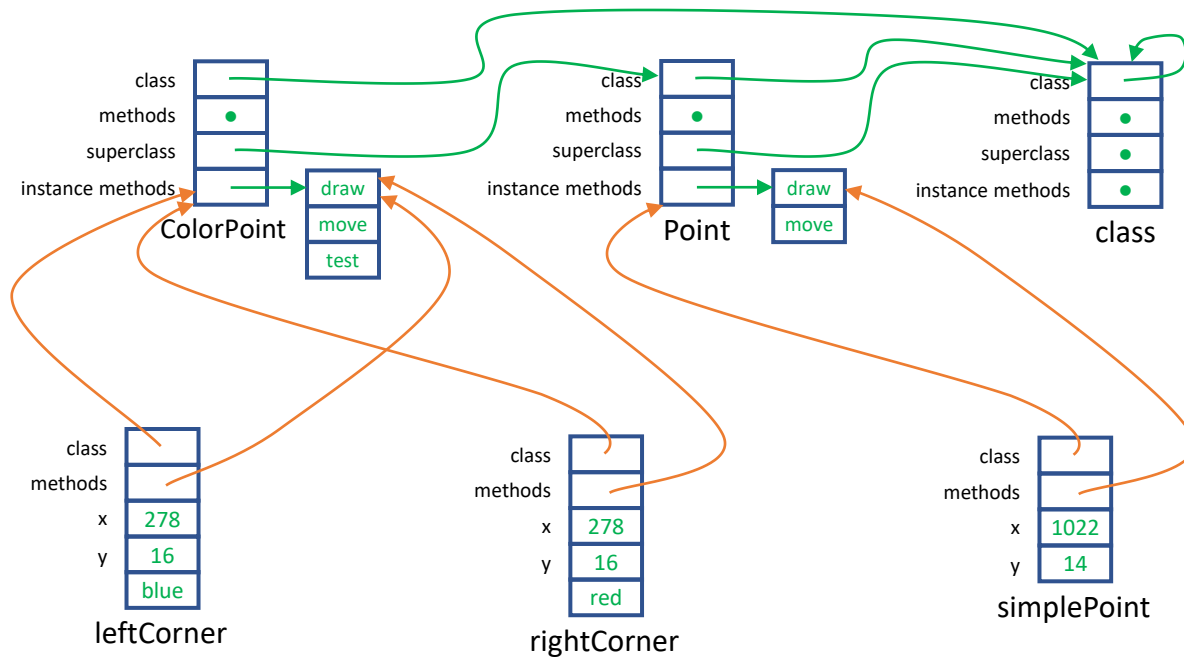 class
methods
superclass
instance methods
ColorPoint
draw
move
test
class
methods
superclass
instance methods
Point
draw
move
class
methods
superclass
instance methods
class
class
methods
x
278
y
16
blue
leftCorner
class
methods
x
278
y
16
red
rightCorner
class
methods
x
1022
y
14
simplePoint